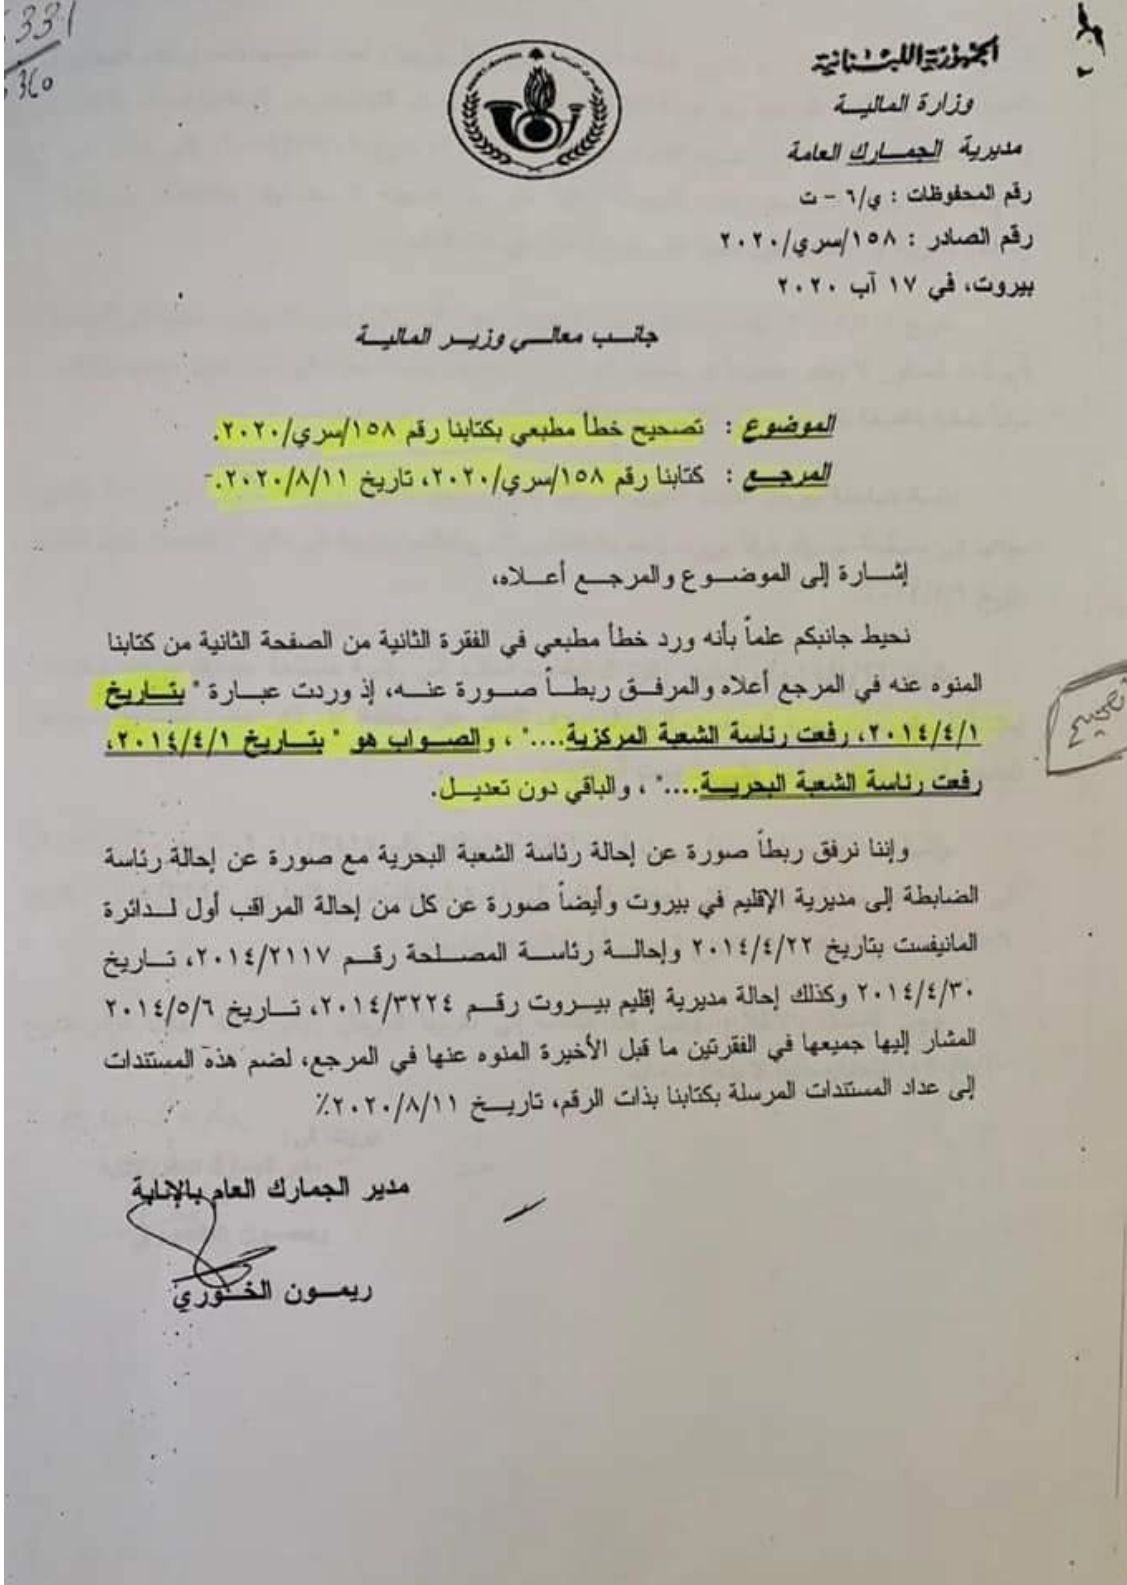 331
360
الجمهورية اللبنانية
وزارة المالية
مديرية الجمارك العامة
رقم المحفوظات : ي/٦ - ت
رقم الصادر : ١٥٨/سري/٢٠٢٠
بيروت، في ١٧ آب ٢٠٢٠
جانب معالي وزير المالية
الموضوع : تصحيح خطأ مطبعي بكتابنا رقم ١٥٨/سري/٢٠٢٠.
المرجع : كتابنا رقم ١٥٨/سري/٢٠٢٠، تاريخ ٢٠٢٠/٨/١١.-
إشارة إلى الموضوع والمرجع أعلاه،
نحيط جانبكم علماً بأنه ورد خطأ مطبعي في الفقرة الثانية من الصفحة الثانية من كتابنا
المنوه عنه في المرجع أعلاه والمرفق ربطاً صورة عنه، إذ وردت عبارة " بتاريخ
٢٠١٤/٤/١، رفعت رئاسة الشعبة المركزية...." ، والصواب هو " بتاريخ ٢٠١٤/٤/١،
رفعت رئاسة الشعبة البحرية...." ، والباقي دون تعديل.
تصحيح
وإننا نرفق ربطاً صورة عن إحالة رئاسة الشعبة البحرية مع صورة عن إحالة رئاسة
الضابطة إلى مديرية الإقليم في بيروت وأيضاً صورة عن كل من إحالة المراقب أول لدائرة
المانيفست بتاريخ ٢٠١٤/٤/٢٢ وإحالة رئاسة المصلحة رقم ٢٠١٤/٢١١٧، تاريخ
٢٠١٤/٤/٣٠ وكذلك إحالة مديرية إقليم بيروت رقم ٢٠١٤/٣٢٢٤، تاريخ ٢٠١٤/٥/٦
المشار إليها جميعها في الفقرتين ما قبل الأخيرة المنوه عنها في المرجع، لضم هذه المستندات
إلى عداد المستندات المرسلة بكتابنا بذات الرقم، تاريخ ٢٠٢٠/٨/١١٪
مدير الجمارك العام بالإنابة
ريمون الخوري